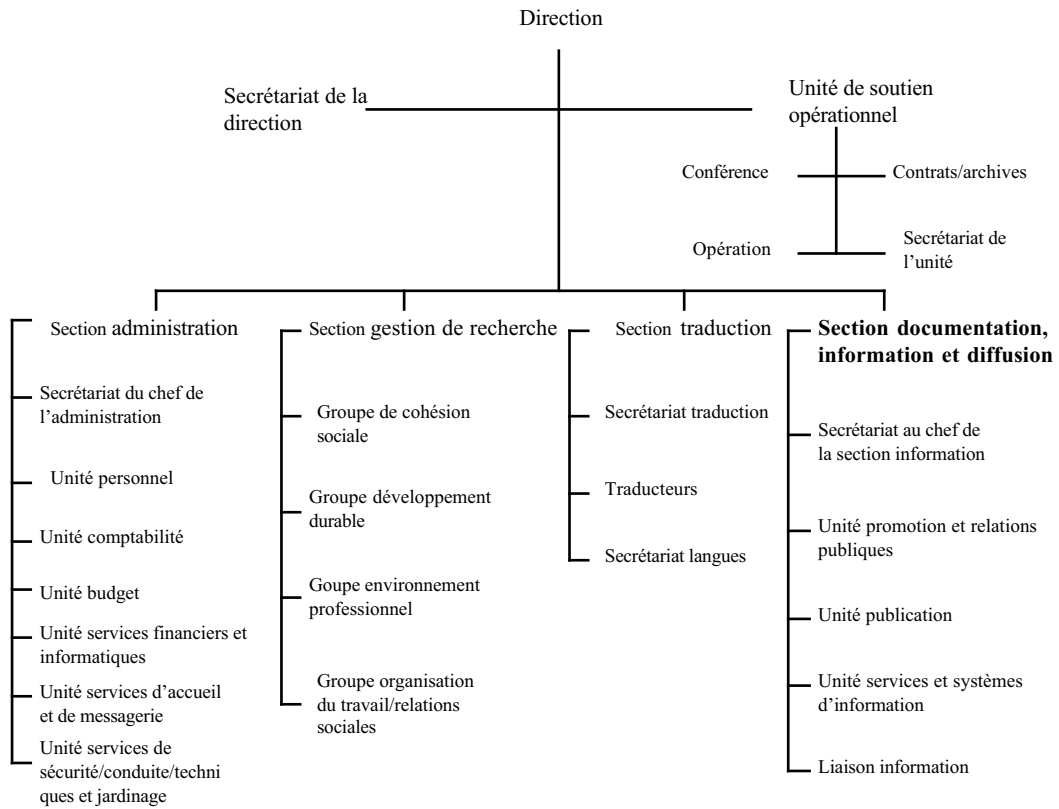 Direction
Secrétariat de la
direction
Unité de soutien
opérationnel
Conférence
Contrats/archives
Opération
Secrétariat de
l’unité
Section administration
Secrétariat du chef de
l’administration
Unité personnel
Unité comptabilité
Unité budget
Unité services financiers et
informatiques
Unité services d’accueil
et de messagerie
Unité services de
sécurité/conduite/techni
ques et jardinage
Section gestion de recherche
Groupe de cohésion
sociale
Groupe développement
durable
Goupe environnement
professionnel
Groupe organisation
du travail/relations
sociales
Section traduction
Secrétariat traduction
Traducteurs
Secrétariat langues
Section documentation,
information et diffusion
Secrétariat au chef de
la section information
Unité promotion et relations
publiques
Unité publication
Unité services et systèmes
d’information
Liaison information